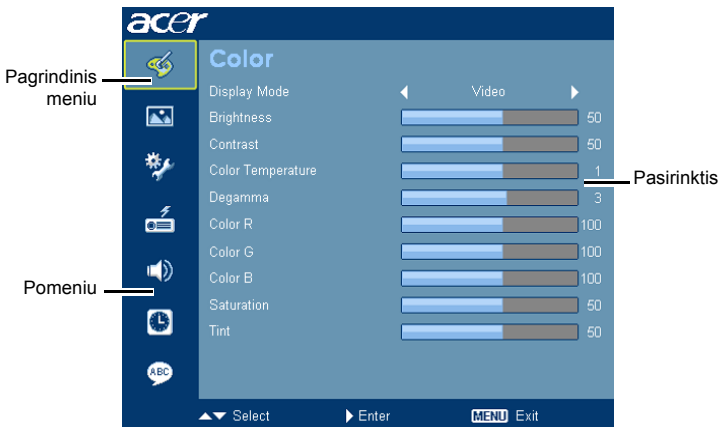 acer
Color
Pagrindinis
meniu
Display Mode Video
Brightness 50
Contrast 50
Color Temperature 1
Pasirinktis
Degamma 3
Color R 100
Color G 100
Color B 100
Pomeniu
Saturation 50
Tint 50
ABC
Select Enter MENU Exit